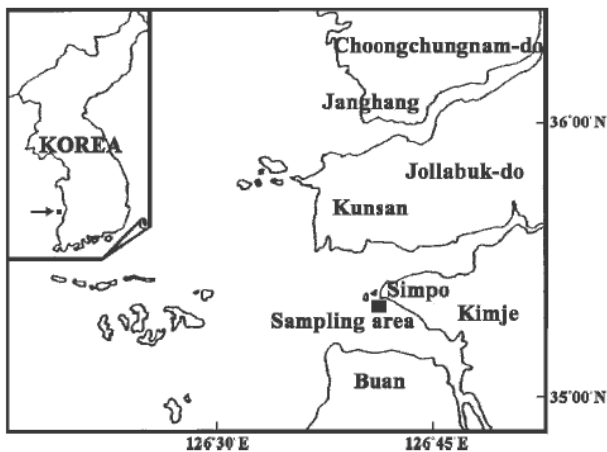 Choongchungnam-do
Janghang
36°00'N
KOREA
Jollabuk-do
Kunsan
Simpo
Sampling area
Kimje
Buan
35°00'N
126°30'E
126°45'E